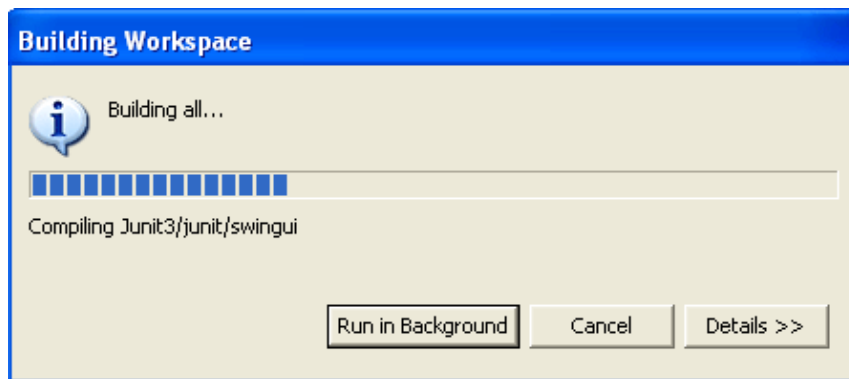 Building Workspace
Building all...
Compiling Junit3/junit/swingui
Run in Background Cancel Details >>